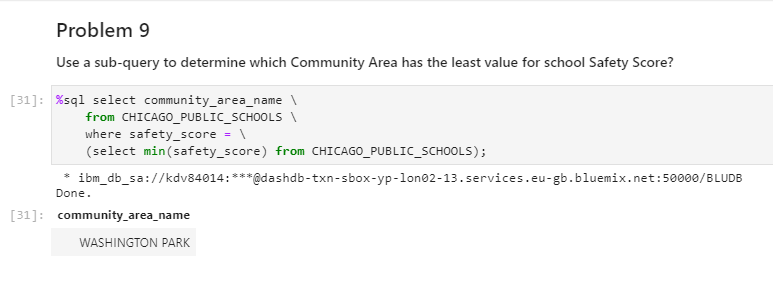 Problem 9
Use a sub-query to determine which Community Area has the least value for school Safety Score?
[31]: %sql select community_area_name \
from CHICAGO_PUBLIC_SCHOOLS \
where safety_score = \
(select min(safety_score) from CHICAGO_PUBLIC_SCHOOLS);
* ibm_db_sa://kdv84014:***@dashdb-txn-sbox-yp-lon02-13.services.eu-gb.bluemix.net:50000/BLUDB
Done.
[31]: community_area_name
WASHINGTON PARK